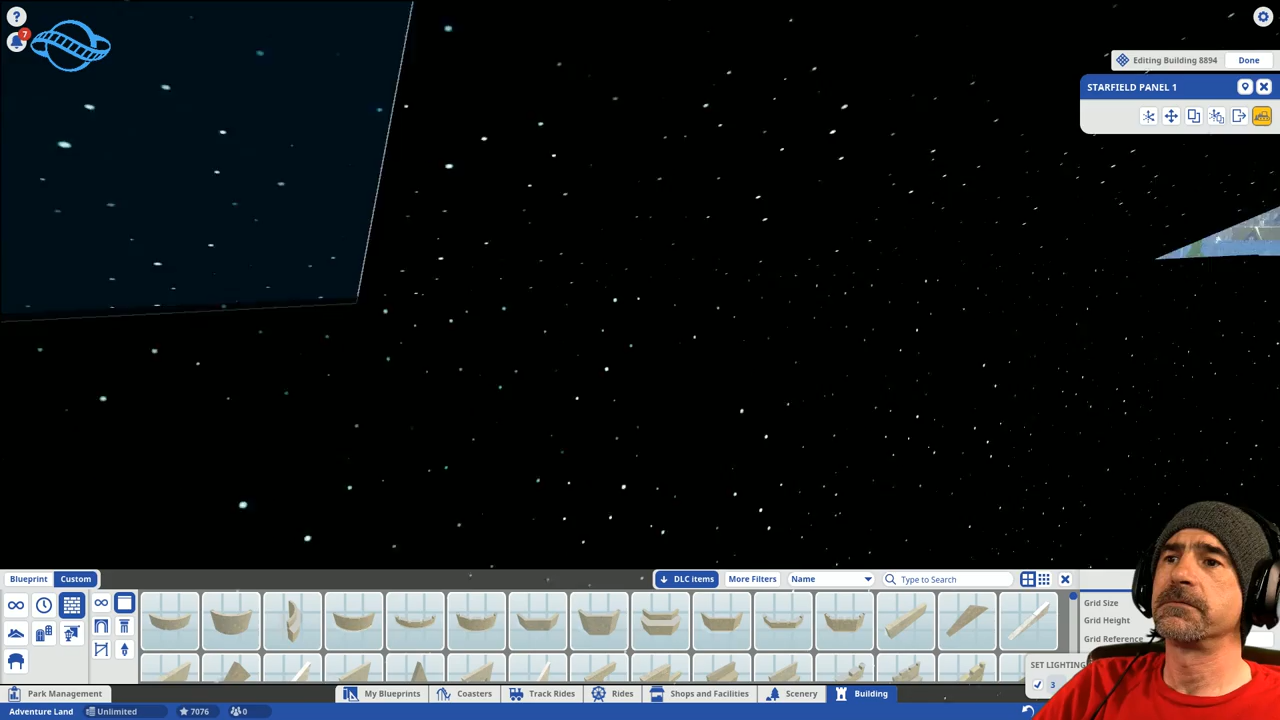 ?
7
Editing Building 8894
Done
STARFIELD PANEL 1
Blueprint
Custom
DLC items
More Filters
Name
Type to Search
Grid Size
Grid Height
Grid Reference
SET LIGHTING
3
Park Management
My Blueprints
Coasters
Track Rides
Rides
Shops and Facilities
Scenery
Building
Adventure Land
Unlimited
7076
0